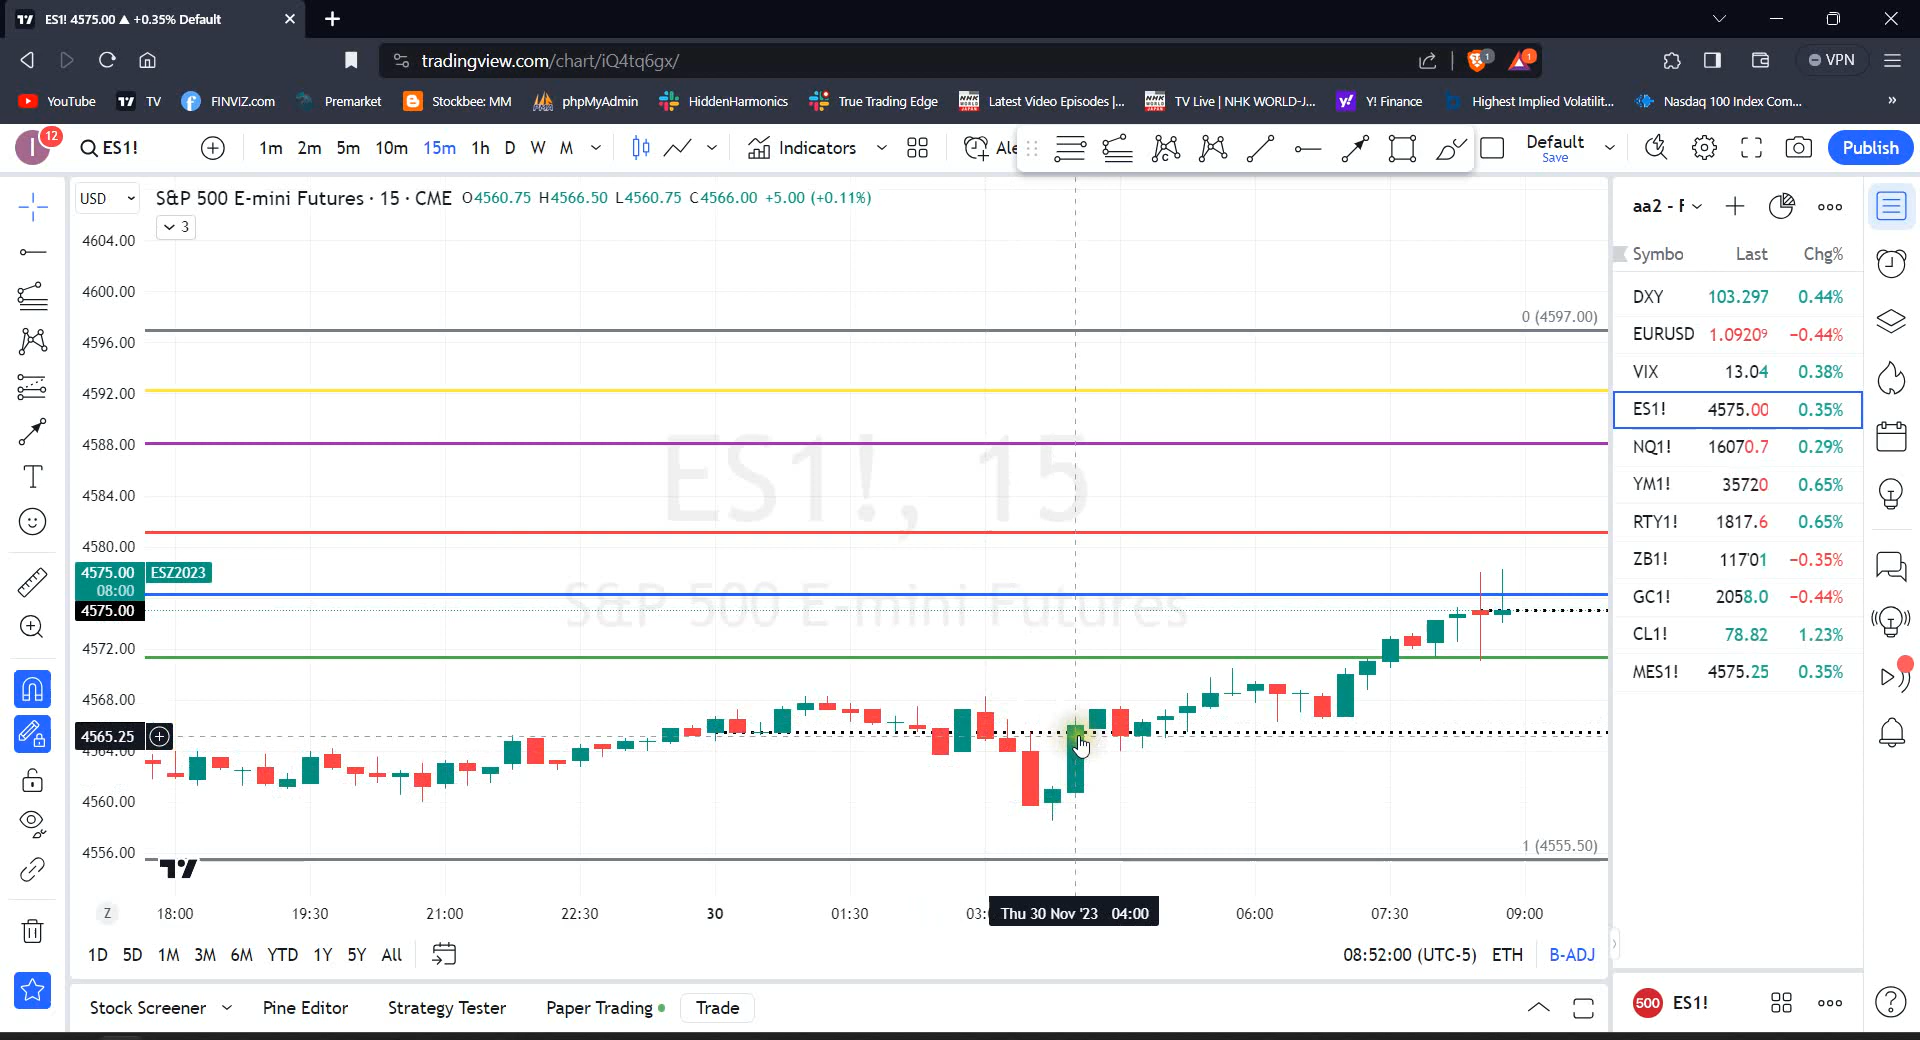 ES1! 4575.00 ▲ +0.35% Default
tradingview.com/chart/iQ4tq6gx/
1
1
VPN
YouTube
TV
FINVIZ.com
Premarket
Stockbee: MM
phpMyAdmin
HiddenHarmonics
True Trading Edge
Latest Video Episodes |...
TV Live | NHK WORLD-J...
Y! Finance
Highest Implied Volatilit...
Nasdaq 100 Index Com...
I
12
ES1!
1m 2m 5m 10m 15m 1h D W M
Indicators
Ale
Default
Save
Publish
USD
S&P 500 E-mini Futures · 15 · CME O4560.75 H4566.50 L4560.75 C4566.00 +5.00 (+0.11%)
3
4604.00
4600.00
4596.00
4592.00
4588.00
4584.00
4580.00
4575.00 ESZ2023
08:00
4575.00
4572.00
4568.00
4565.25
4564.00
4560.00
4556.00
0 (4597.00)
1 (4555.50)
ES1!, 15
S&P 500 E-mini Futures
Z
18:00 19:30 21:00 22:30 30 01:30 03: Thu 30 Nov '23 04:00 06:00 07:30 09:00
1D 5D 1M 3M 6M YTD 1Y 5Y All
08:52:00 (UTC-5) ETH B-ADJ
Stock Screener Pine Editor Strategy Tester Paper Trading Trade
aa2 - F
Symbo Last Chg%
DXY 103.297 0.44%
EURUSD 1.09209 −0.44%
VIX 13.04 0.38%
ES1! 4575.00 0.35%
NQ1! 16070.7 0.29%
YM1! 35720 0.65%
RTY1! 1817.6 0.65%
ZB1! 117'01 −0.35%
GC1! 2058.0 −0.44%
CL1! 78.82 1.23%
MES1! 4575.25 0.35%
500 ES1!